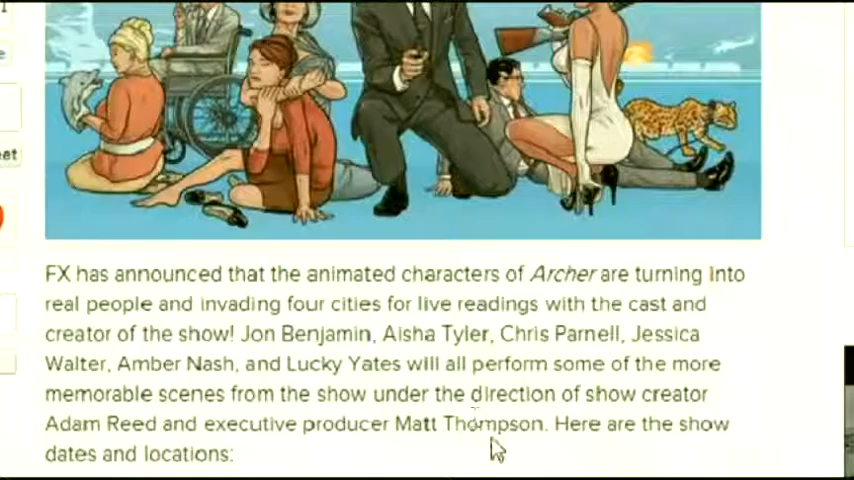 FX has announced that the animated characters of Archer are turning into
real people and invading four cities for live readings with the cast and
creator of the show! Jon Benjamin, Aisha Tyler, Chris Parnell, Jessica
Walter, Amber Nash, and Lucky Yates will all perform some of the more
memorable scenes from the show under the direction of show creator
Adam Reed and executive producer Matt Thompson. Here are the show
dates and locations: